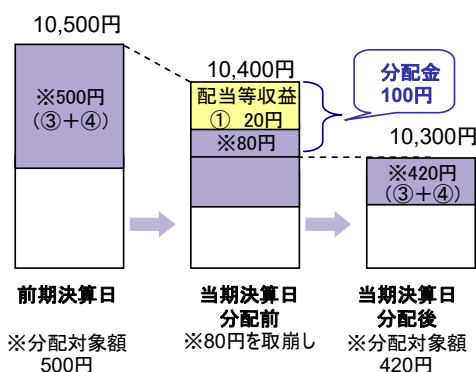 10,500円
※500円
(③+④)
10,400円
配当等収益
① 20円
※80円
分配金
100円
10,300円
※420円
(③+④)
前期決算日
※分配対象額
500円
当期決算日
分配前
※80円を取崩し
当期決算日
分配後
※分配対象額
420円